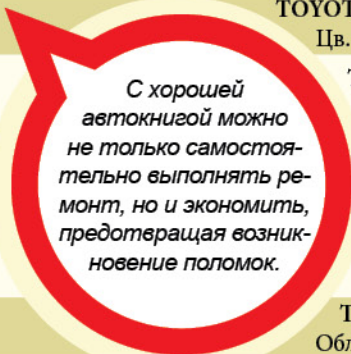 TOYOT
Цв.
С хорошей
автокнигой можно
не только самостоя-
тельно выполнять ре-
монт, но и экономить,
предотвращая возник-
новение поломок.
Т
Обл